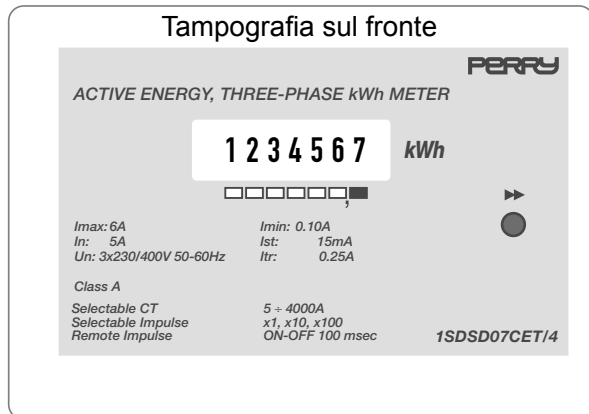 Tampografia sul fronte
PERRY
ACTIVE ENERGY, THREE-PHASE kWh METER
1234567 kWh
,
►►
Imax: 6A Imin: 0.10A
In: 5A Ist: 15mA
Un: 3x230/400V 50-60Hz Itr: 0.25A
Class A
Selectable CT 5 ÷ 4000A
Selectable Impulse x1, x10, x100
Remote Impulse ON-OFF 100 msec
1SDSD07CET/4